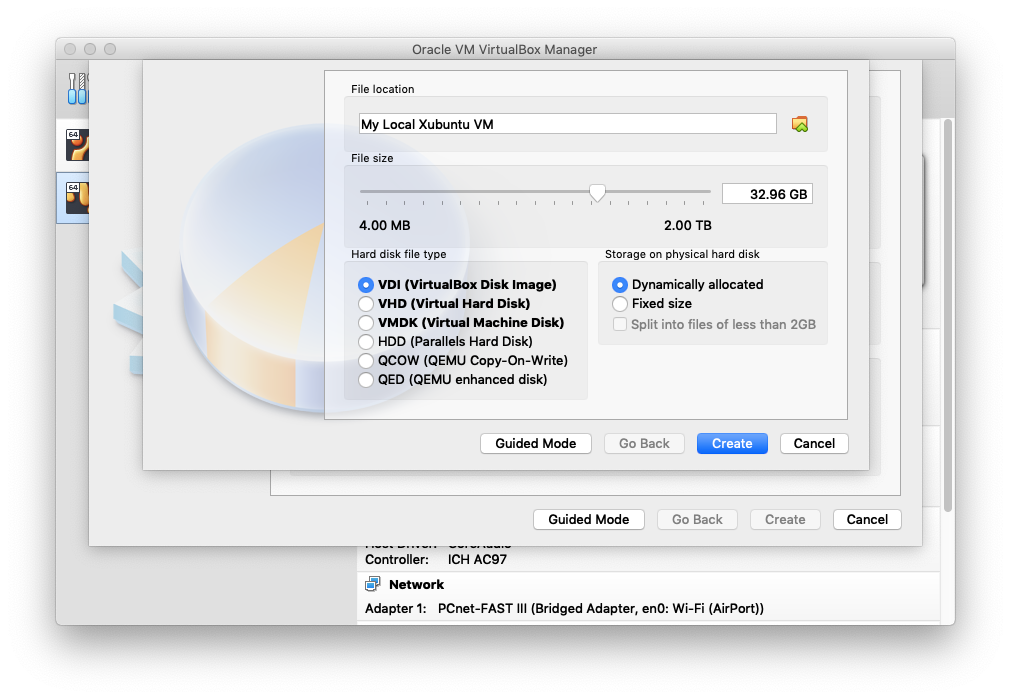 Oracle VM VirtualBox Manager
64
64
File location
My Local Xubuntu VM
File size
32.96 GB
4.00 MB 2.00 TB
Hard disk file type
VDI (VirtualBox Disk Image)
VHD (Virtual Hard Disk)
VMDK (Virtual Machine Disk)
HDD (Parallels Hard Disk)
QCOW (QEMU Copy-On-Write)
QED (QEMU enhanced disk)
Storage on physical hard disk
Dynamically allocated
Fixed size
Split into files of less than 2GB
Guided Mode Go Back Create Cancel
Guided Mode Go Back Create Cancel
Host Driver: CoreAudio
Controller: ICH AC97
Network
Adapter 1: PCnet-FAST III (Bridged Adapter, en0: Wi-Fi (AirPort))